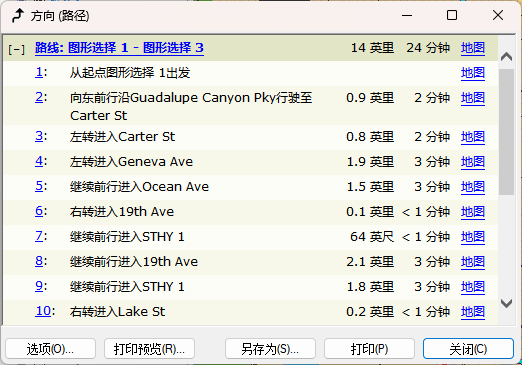 方向 (路径)
[-] 路线: 图形选择 1 - 图形选择 3 14 英里 24 分钟 地图
1: 从起点图形选择 1出发 地图
2: 向东前行沿Guadalupe Canyon Pky行驶至 0.9 英里 2 分钟 地图
Carter St
3: 左转进入Carter St 0.8 英里 2 分钟 地图
4: 左转进入Geneva Ave 1.9 英里 3 分钟 地图
5: 继续前行进入Ocean Ave 1.5 英里 3 分钟 地图
6: 右转进入19th Ave 0.1 英里 < 1 分钟 地图
7: 继续前行进入STHY 1 64 英尺 < 1 分钟 地图
8: 继续前行进入19th Ave 2.1 英里 3 分钟 地图
9: 继续前行进入STHY 1 1.8 英里 3 分钟 地图
10: 右转进入Lake St 0.2 英里 < 1 分钟 地图
选项(O)... 打印预览(R)... 另存为(S)... 打印(P) 关闭(C)